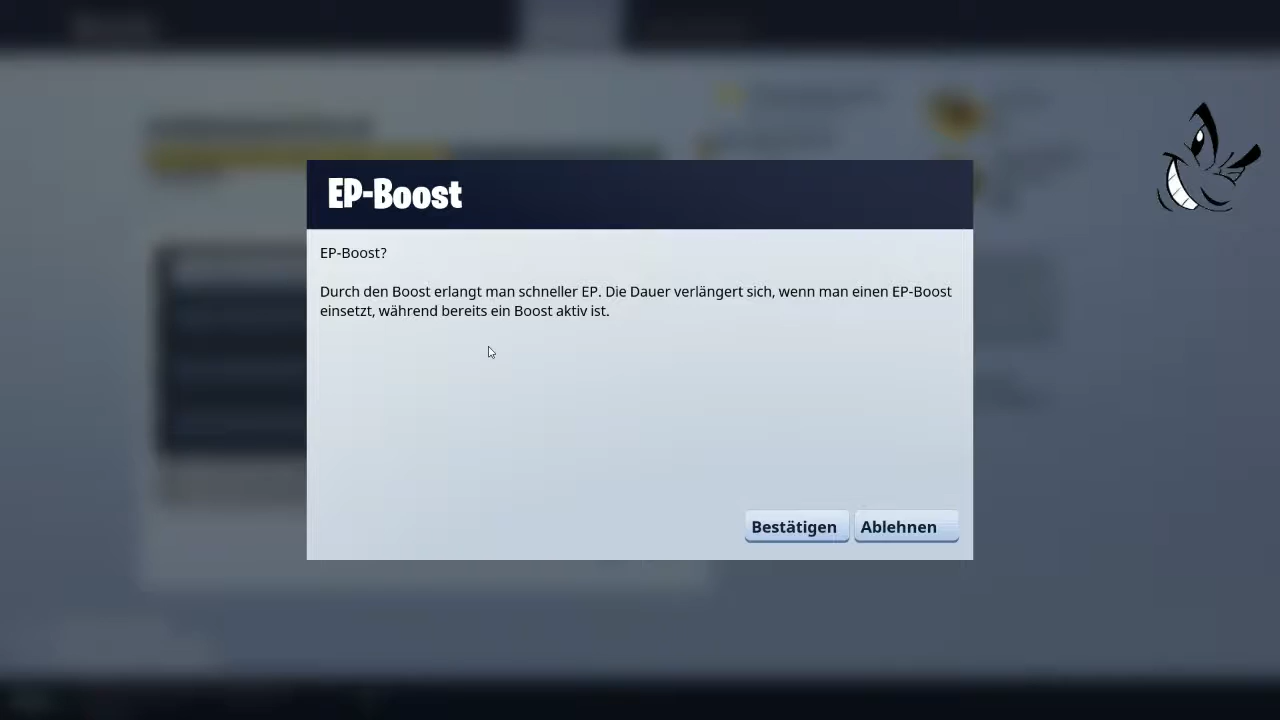 EP-Boost
EP-Boost?
Durch den Boost erlangt man schneller EP. Die Dauer verlängert sich, wenn man einen EP-Boost
einsetzt, während bereits ein Boost aktiv ist.
Bestätigen
Ablehnen